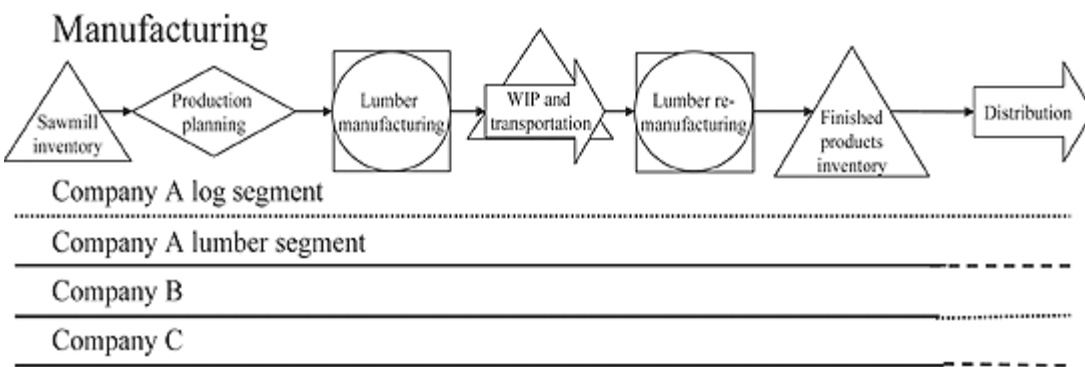 Manufacturing
Sawmill
inventory
Production
planning
Lumber
manufacturing
WIP and
transportation
Lumber re-
manufacturing
Finished
products
inventory
Distribution
Company A log segment
Company A lumber segment
Company B
Company C